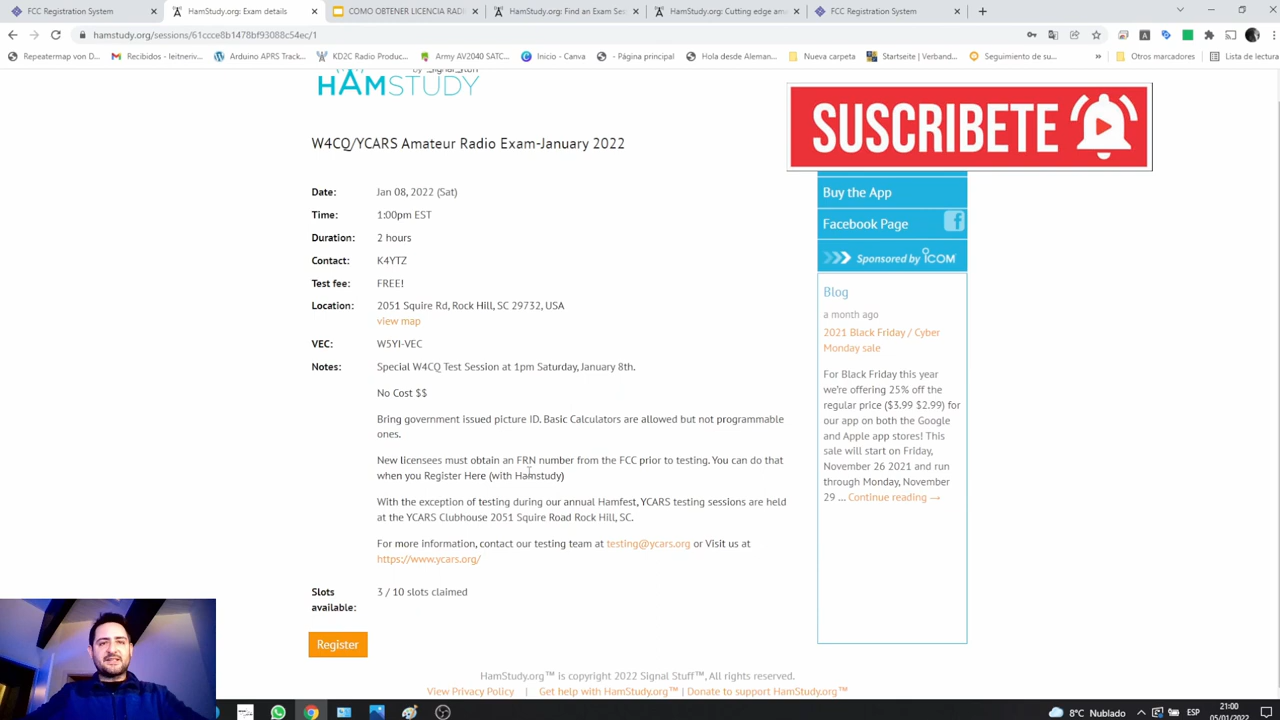 FCC Registration System
HamStudy.org: Exam details
COMO OBTENER LICENCIA RADI
HamStudy.org: Find an Exam Ses
HamStudy.org: Cutting edge am
FCC Registration System
hamstudy.org/sessions/61ccce8b1478bf93088c54ec/1
Repeatermap von D...
Recibidos - leitneriv...
Arduino APRS Track...
KD2C Radio Produc...
Army AV2040 SATC...
Inicio - Canva
- Página principal
Hola desde Aleman...
Nueva carpeta
Startseite | Verband...
Seguimiento de su...
Otros marcadores
Lista de lectura
HAMSTUDY
W4CQ/YCARS Amateur Radio Exam-January 2022
SUSCRIBETE
Date: Jan 08, 2022 (Sat)
Time: 1:00pm EST
Duration: 2 hours
Contact: K4YTZ
Test fee: FREE!
Location: 2051 Squire Rd, Rock Hill, SC 29732, USA
view map
VEC: W5YI-VEC
Notes: Special W4CQ Test Session at 1pm Saturday, January 8th.
No Cost $$
Bring government issued picture ID. Basic Calculators are allowed but not programmable
ones.
New licensees must obtain an FRN number from the FCC prior to testing. You can do that
when you Register Here (with Hamstudy)
With the exception of testing during our annual Hamfest, YCARS testing sessions are held
at the YCARS Clubhouse 2051 Squire Road Rock Hill, SC.
For more information, contact our testing team at testing@ycars.org or Visit us at
https://www.ycars.org/
Slots
available: 3 / 10 slots claimed
Register
Buy the App
Facebook Page
Sponsored by ICOM
Blog
a month ago
2021 Black Friday / Cyber
Monday sale
For Black Friday this year
we're offering 25% off the
regular price ($3.99 $2.99) for
our app on both the Google
and Apple app stores! This
sale will start on Friday,
November 26 2021 and run
through Monday, November
29 ... Continue reading →
HamStudy.org™ is copyright 2022 Signal Stuff™, All rights reserved.
View Privacy Policy | Get help with HamStudy.org™ | Donate to support HamStudy.org™
8°C Nublado
ESP
21:00
05/01/2022